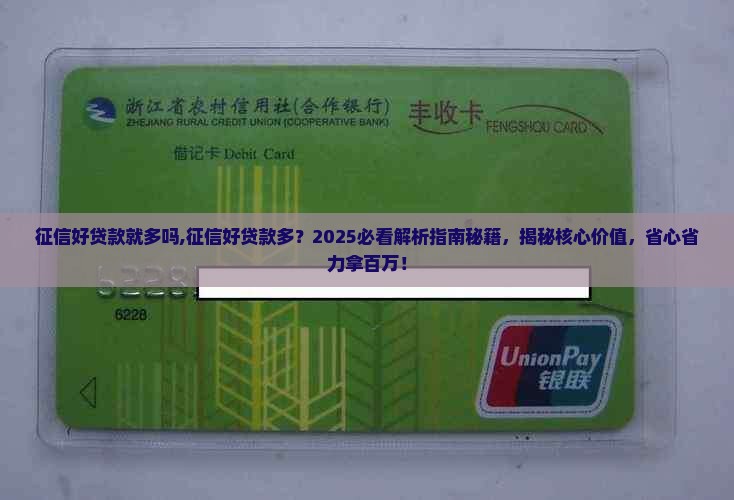 浙江省农村信用社(合作银行)
ZHEJIANG RURAL CREDIT UNION (COOPERATIVE BANK)
丰收卡
FENGSHOU CARD
借记卡 Debit Card
征信好贷款就多吗,征信好贷款多？2025必看解析指南秘籍，揭秘核心价值，省心省
力拿百万！
6228
6228
UnionPay
银联